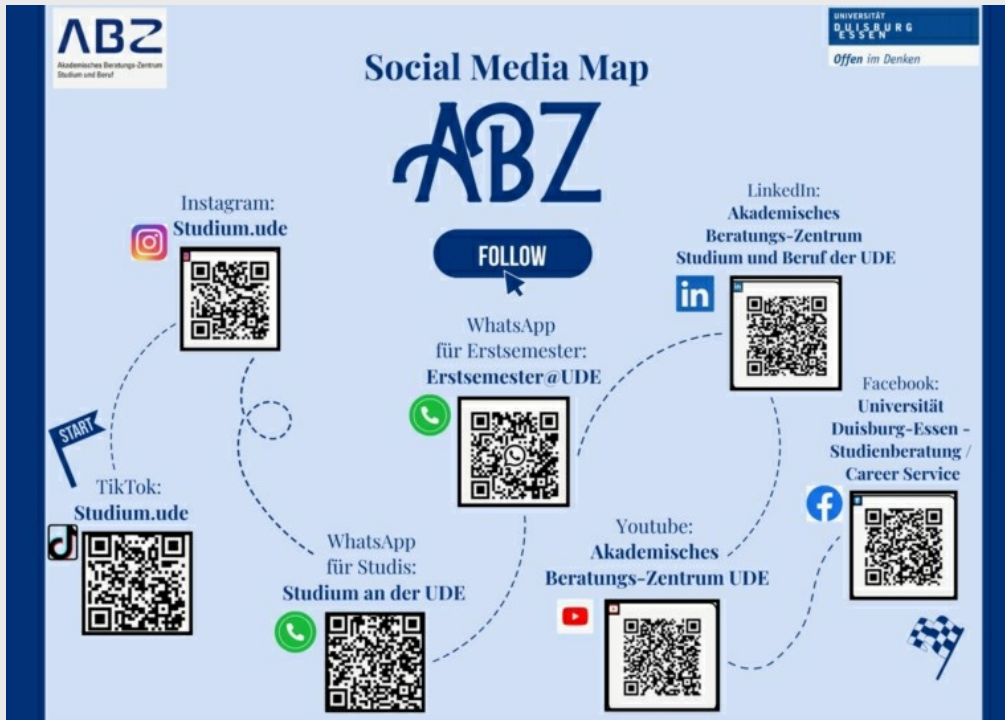 ABZ
Akademisches Beratungs-Zentrum
Studium und Beruf
UNIVERSITÄT
DUISBURG
ESSEN
Offen im Denken
Social Media Map
ABZ
FOLLOW
START
TikTok:
Studium.ude
Instagram:
Studium.ude
WhatsApp
für Studis:
Studium an der UDE
WhatsApp
für Erstsemester:
Erstsemester@UDE
LinkedIn:
Akademisches
Beratungs-Zentrum
Studium und Beruf der UDE
in
Youtube:
Akademisches
Beratungs-Zentrum UDE
Facebook:
Universität
Duisburg-Essen -
Studienberatung /
Career Service